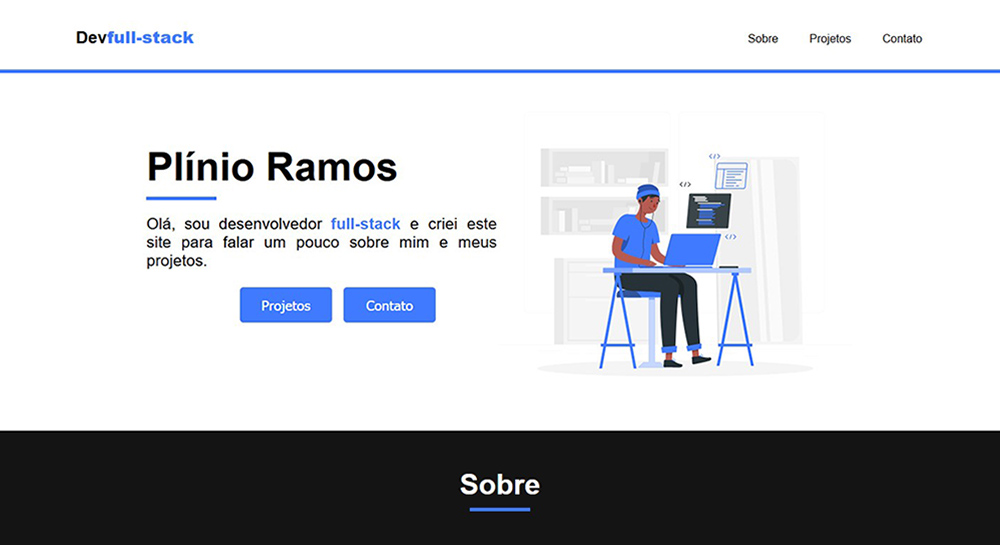 Devfull-stack
Sobre Projetos Contato
Plínio Ramos
Olá, sou desenvolvedor full-stack e criei este
site para falar um pouco sobre mim e meus
projetos.
Projetos Contato
</>
</>
</>
Sobre